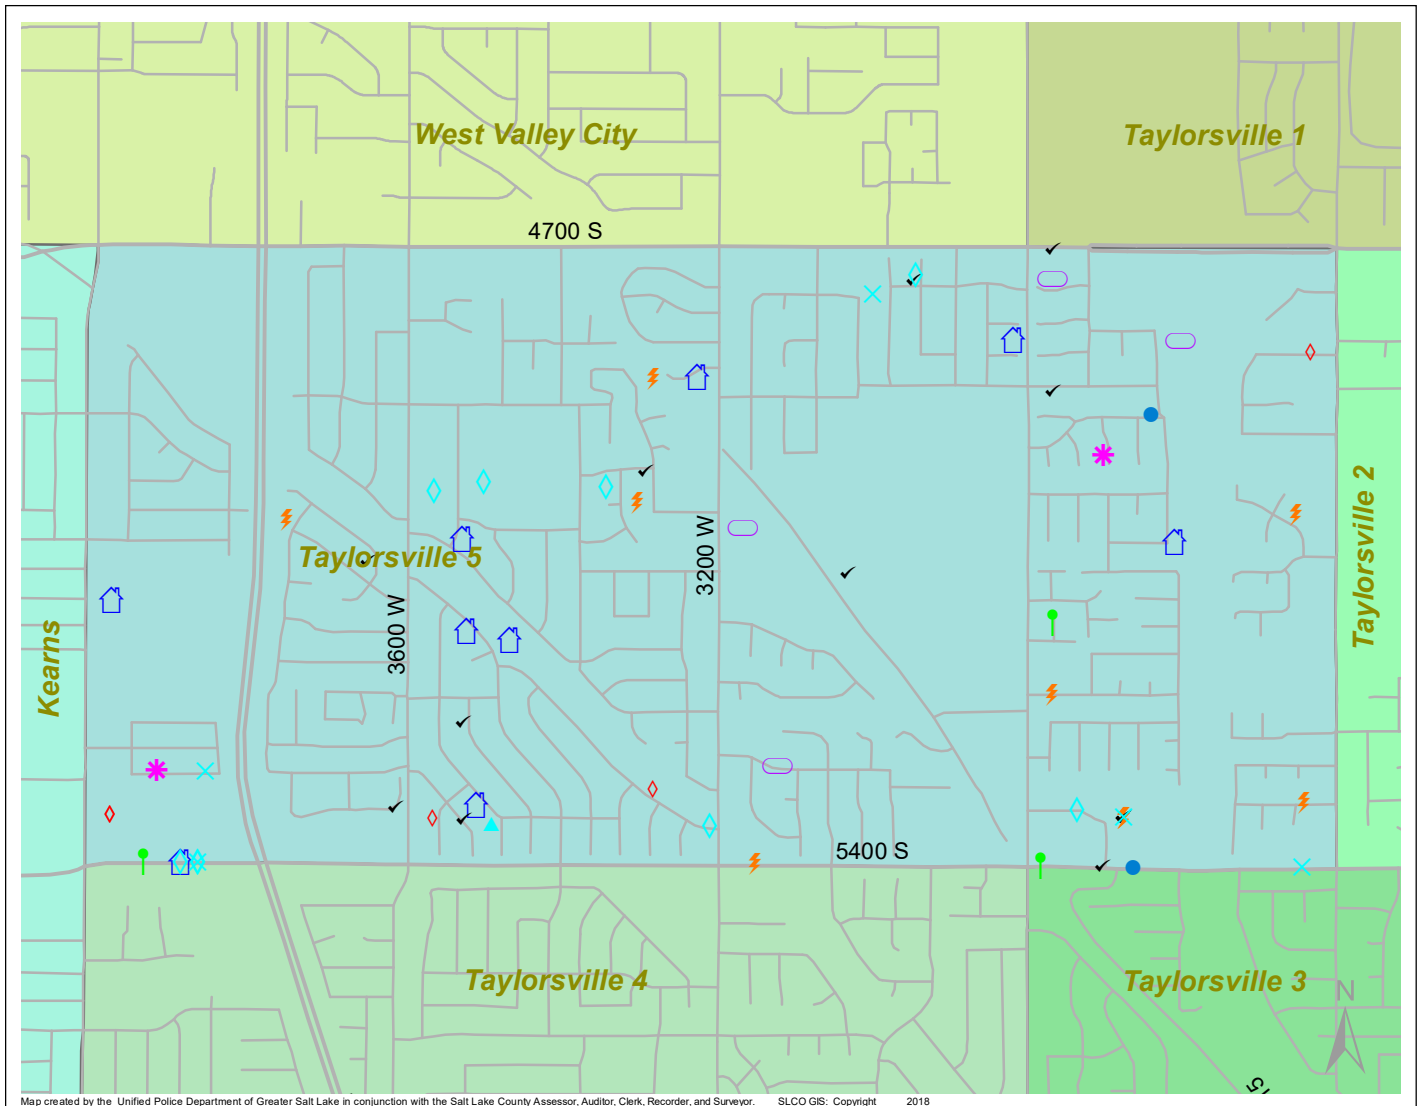 West Valley City
Taylorsville 1
4700 S
Taylorsville 2
3200 W
Taylorsville 5
3600 W
Kearns
5400 S
Taylorsville 4
Taylorsville 3
N
Map created by the Unified Police Department of Greater Salt Lake in conjunction with the Salt Lake County Assessor, Auditor, Clerk, Recorder, and Surveyor. SLCO GIS: Copyright 2018